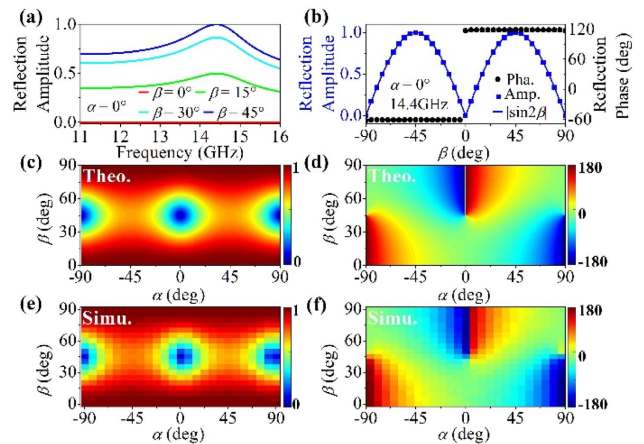 (a)
Reflection
Amplitude
1.0
0.5
0.0
α−0°
β = 0°
β = 15°
β − 30°
β − 45°
11 12 13 14 15 16
Frequency (GHz)
(b)
Reflection
Amplitude
1.0
0.5
0.0
α − 0°
14.4GHz
Pha.
Amp.
|sin2β|
120
60
0
-60
Reflection
Phase (deg)
-90 -45 0 45 90
β (deg)
(c)
Theo.
β (deg)
90
60
30
0
-90 -45 0 45 90
α (deg)
1
0
(d)
Theo.
β (deg)
90
60
30
0
-90 -45 0 45 90
α (deg)
180
-180
(e)
Simu.
β (deg)
90
60
30
0
-90 -45 0 45 90
α (deg)
1
0
(f)
Simu.
β (deg)
90
60
30
0
-90 -45 0 45 90
α (deg)
180
-180